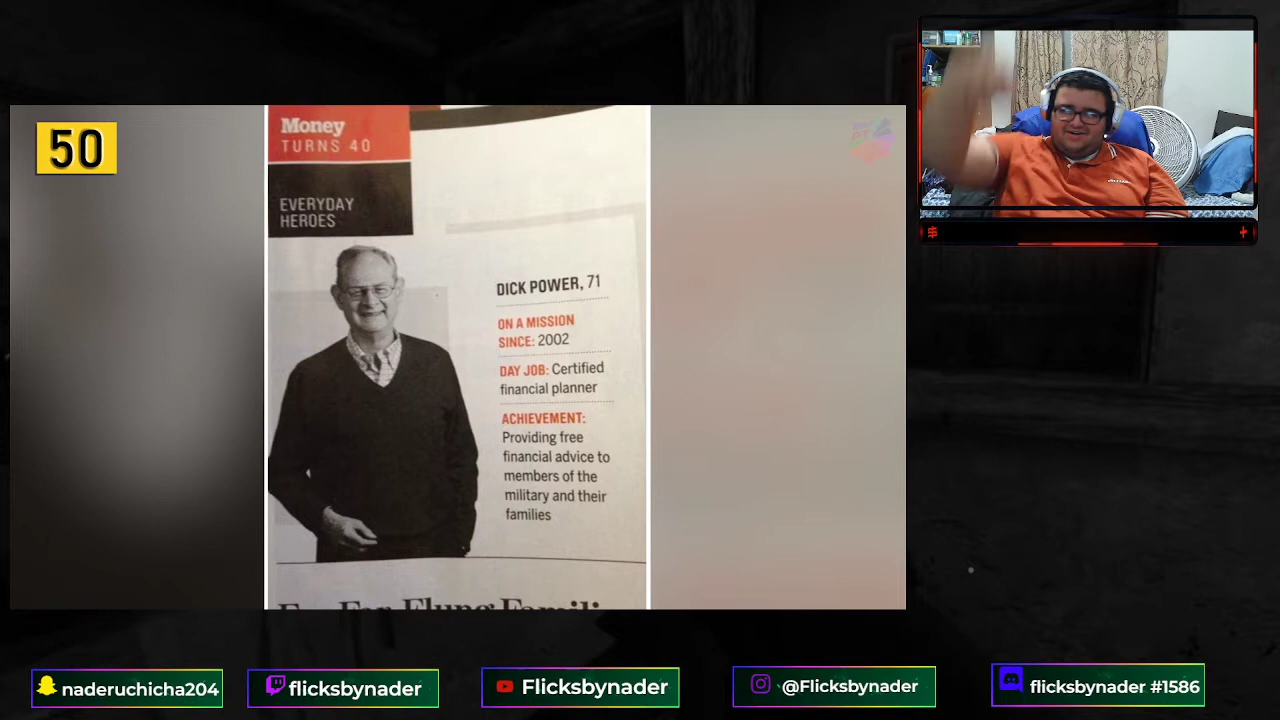 50
Money
TURNS 40
EVERYDAY
HEROES
DICK POWER, 71
ON A MISSION
SINCE: 2002
DAY JOB: Certified
financial planner
ACHIEVEMENT:
Providing free
financial advice to
members of the
military and their
families
naderuchicha204
flicksbynader
Flicksbynader
@Flicksbynader
flicksbynader #1586